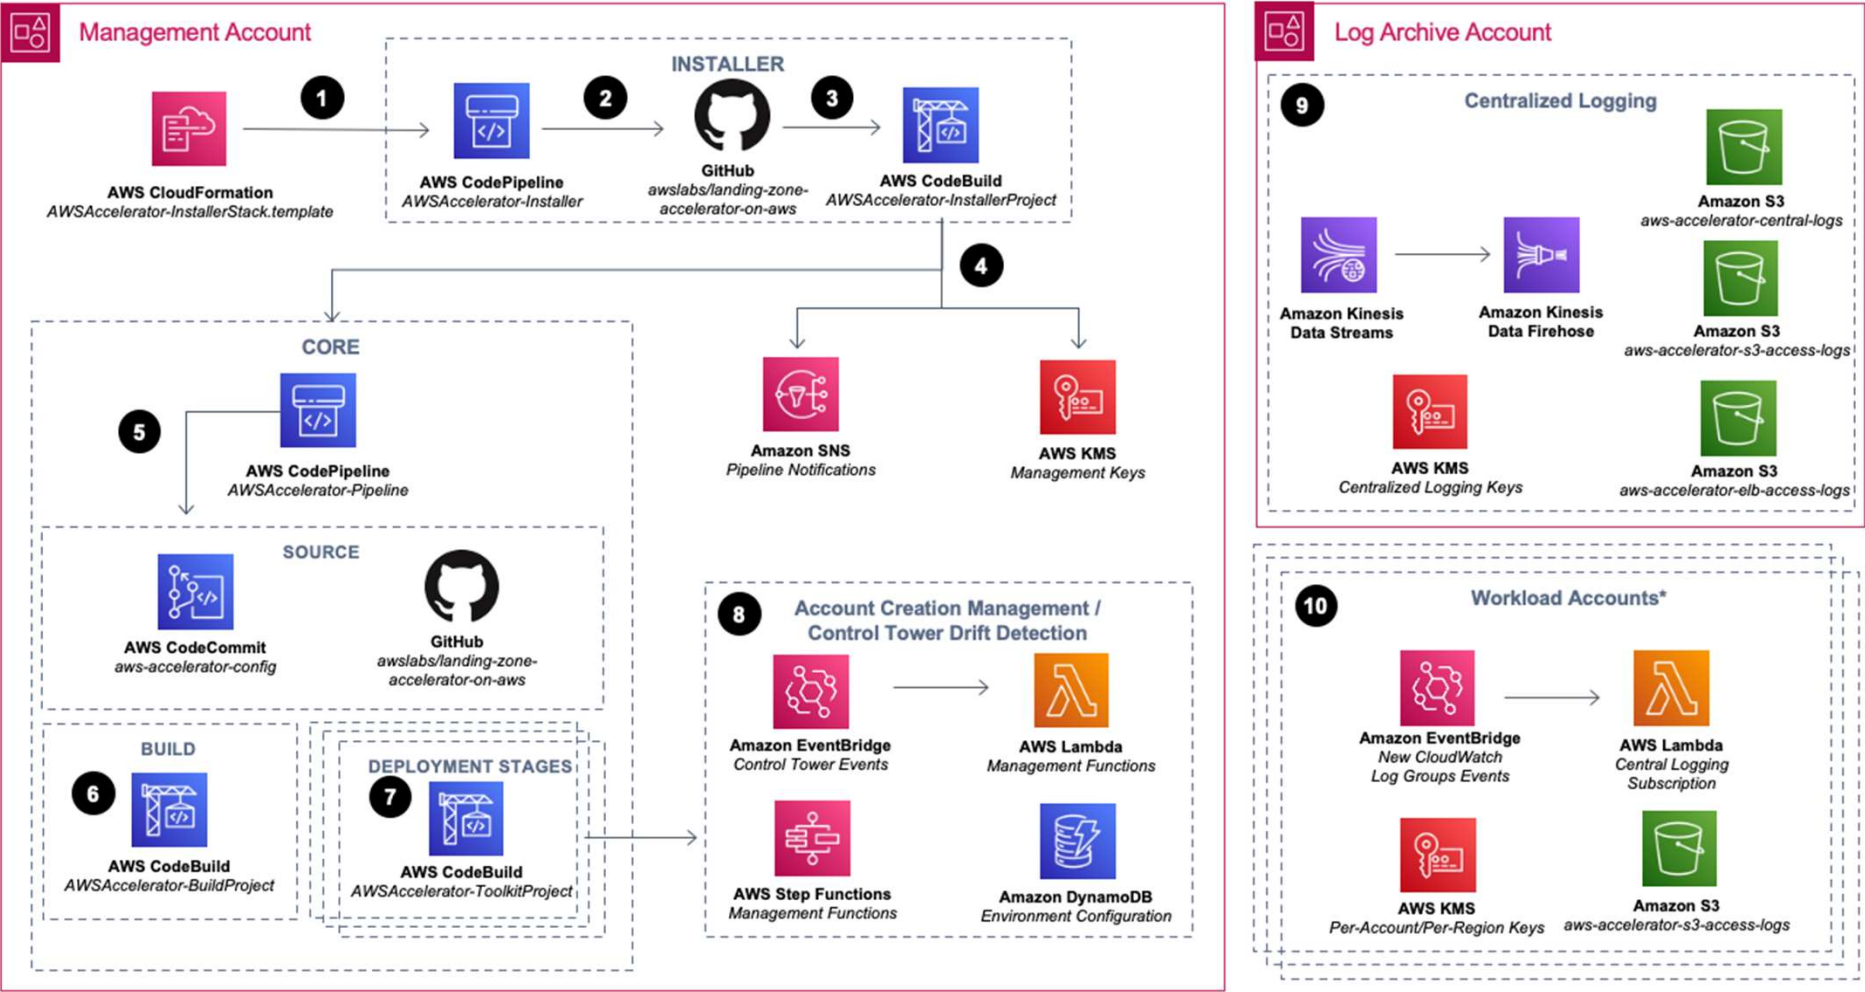 Management Account
INSTALLER
1
2
3
AWS CloudFormation
AWSAccelerator-InstallerStack.template
AWS CodePipeline
AWSAccelerator-Installer
GitHub
awslabs/landing-zone-
accelerator-on-aws
AWS CodeBuild
AWSAccelerator-InstallerProject
4
CORE
5
AWS CodePipeline
AWSAccelerator-Pipeline
Amazon SNS
Pipeline Notifications
AWS KMS
Management Keys
SOURCE
AWS CodeCommit
aws-accelerator-config
GitHub
awslabs/landing-zone-
accelerator-on-aws
BUILD
6
AWS CodeBuild
AWSAccelerator-BuildProject
DEPLOYMENT STAGES
7
AWS CodeBuild
AWSAccelerator-ToolkitProject
8
Account Creation Management /
Control Tower Drift Detection
Amazon EventBridge
Control Tower Events
AWS Lambda
Management Functions
AWS Step Functions
Management Functions
Amazon DynamoDB
Environment Configuration
Log Archive Account
9
Centralized Logging
Amazon S3
aws-accelerator-central-logs
Amazon Kinesis
Data Streams
Amazon Kinesis
Data Firehose
Amazon S3
aws-accelerator-s3-access-logs
AWS KMS
Centralized Logging Keys
Amazon S3
aws-accelerator-elb-access-logs
10
Workload Accounts*
Amazon EventBridge
New CloudWatch
Log Groups Events
AWS Lambda
Central Logging
Subscription
AWS KMS
Per-Account/Per-Region Keys
Amazon S3
aws-accelerator-s3-access-logs